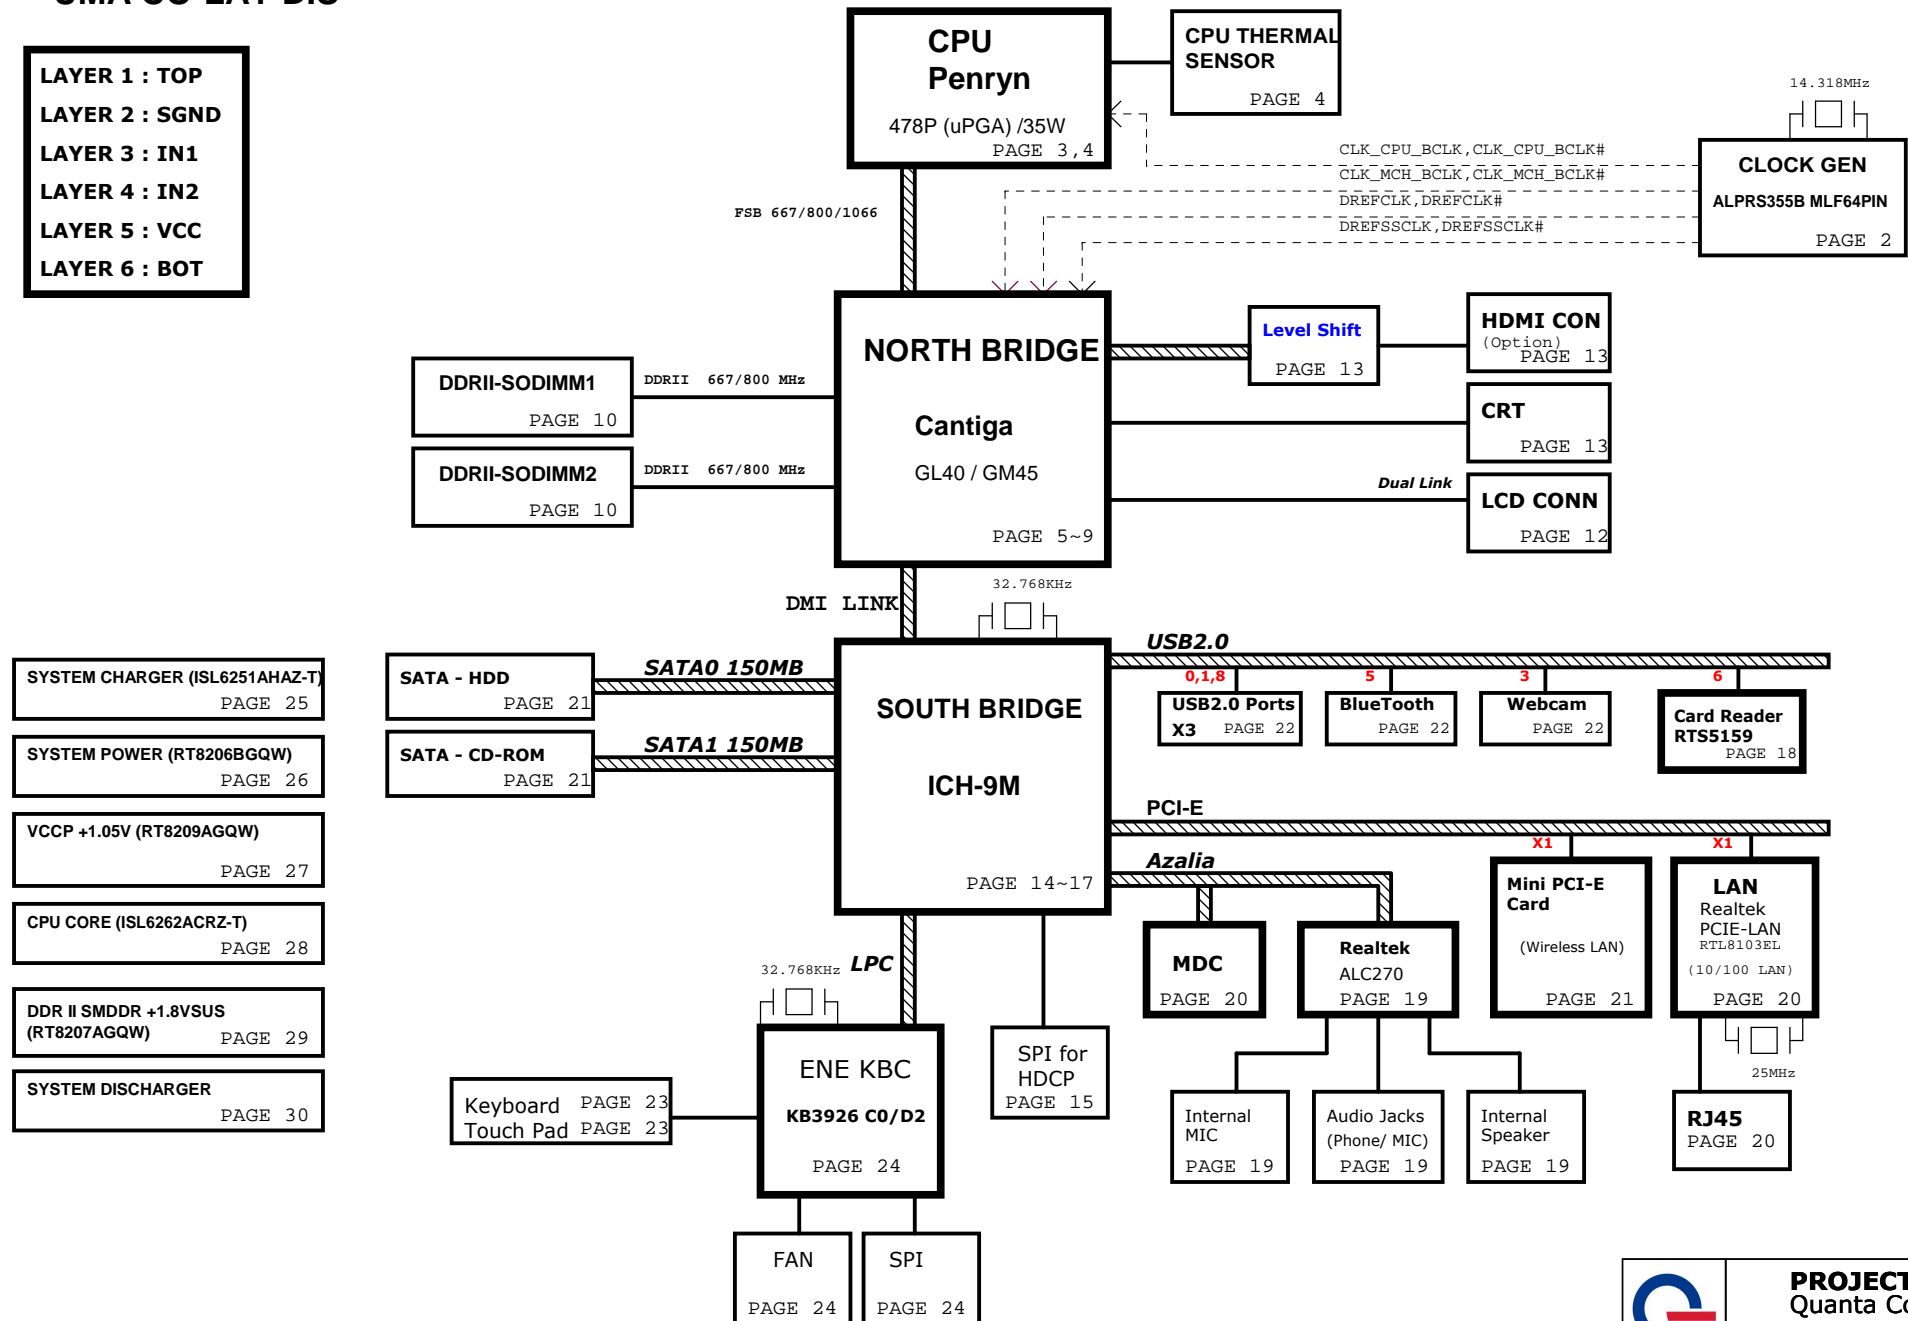 LAYER 1 : TOP
LAYER 2 : SGND
LAYER 3 : IN1
LAYER 4 : IN2
LAYER 5 : VCC
LAYER 6 : BOT
CPU
Penryn
478P (uPGA) /35W
PAGE 3,4
CPU THERMAL
SENSOR
PAGE 4
14.318MHz
CLOCK GEN
ALPRS355B MLF64PIN
PAGE 2
CLK_CPU_BCLK,CLK_CPU_BCLK#
CLK_MCH_BCLK,CLK_MCH_BCLK#
DREFCLK,DREFCLK#
DREFSSCLK,DREFSSCLK#
FSB 667/800/1066
NORTH BRIDGE
Cantiga
GL40 / GM45
PAGE 5~9
DDRII-SODIMM1
PAGE 10
DDRII 667/800 MHz
DDRII-SODIMM2
PAGE 10
DDRII 667/800 MHz
Level Shift
PAGE 13
HDMI CON
(Option)
PAGE 13
CRT
PAGE 13
Dual Link
LCD CONN
PAGE 12
DMI LINK
32.768KHz
SOUTH BRIDGE
ICH-9M
PAGE 14~17
SATA - HDD
PAGE 21
SATA0 150MB
SATA - CD-ROM
PAGE 21
SATA1 150MB
USB2.0
0,1,8
USB2.0 Ports
X3 PAGE 22
5
BlueTooth
PAGE 22
3
Webcam
PAGE 22
6
Card Reader
RTS5159
PAGE 18
PCI-E
X1
Mini PCI-E
Card
(Wireless LAN)
PAGE 21
X1
LAN
Realtek
PCIE-LAN
RTL8103EL
(10/100 LAN)
PAGE 20
25MHz
RJ45
PAGE 20
Azalia
MDC
PAGE 20
Realtek
ALC270
PAGE 19
Internal
MIC
PAGE 19
Audio Jacks
(Phone/ MIC)
PAGE 19
Internal
Speaker
PAGE 19
SPI for
HDCP
PAGE 15
LPC
32.768KHz
ENE KBC
KB3926 C0/D2
PAGE 24
Keyboard PAGE 23
Touch Pad PAGE 23
FAN
PAGE 24
SPI
PAGE 24
SYSTEM CHARGER (ISL6251AHAZ-T)
PAGE 25
SYSTEM POWER (RT8206BGQW)
PAGE 26
VCCP +1.05V (RT8209AGQW)
PAGE 27
CPU CORE (ISL6262ACRZ-T)
PAGE 28
DDR II SMDDR +1.8VSUS
(RT8207AGQW) PAGE 29
SYSTEM DISCHARGER
PAGE 30
PROJECT
Quanta